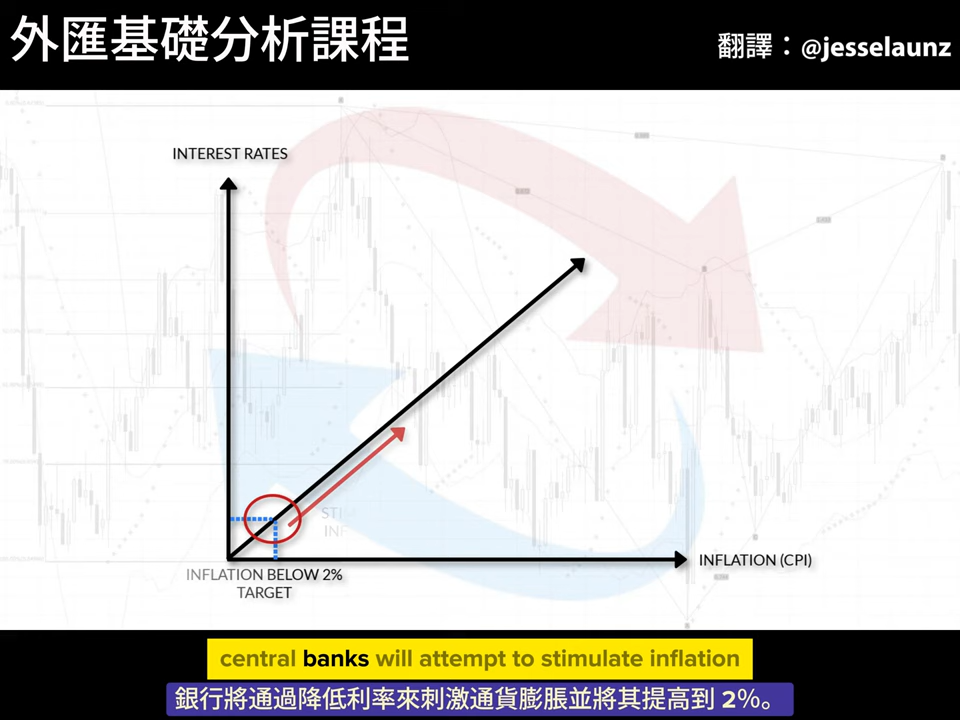 外匯基礎分析課程
翻譯：@jesselaunz
INTEREST RATES
INFLATION (CPI)
INFLATION BELOW 2%
TARGET
central banks will attempt to stimulate inflation
銀行將通過降低利率來刺激通貨膨脹並將其提高到 2%。